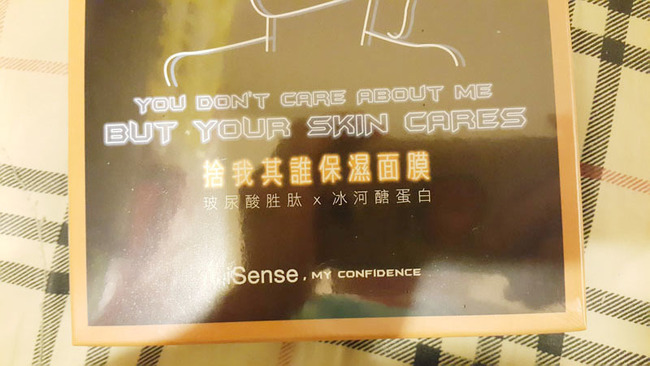 YOU DON'T CARE ABOUT ME
BUT YOUR SKIN CARES
捨我其誰保濕面膜
玻尿酸胜肽 x 冰河醣蛋白
iSense , MY CONFIDENCE